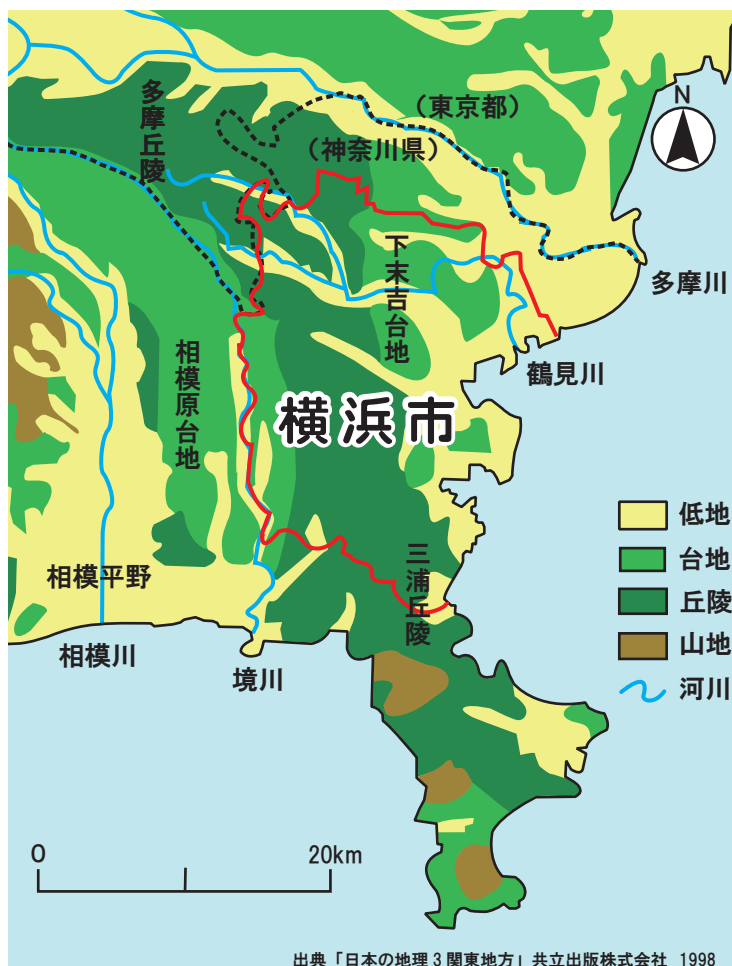 多摩丘陵
(東京都)
(神奈川県)
N
下末吉台地
多摩川
鶴見川
相模原台地
横浜市
三浦丘陵
相模平野
相模川
境川
低地
台地
丘陵
山地
河川
0
20km
出典「日本の地理3関東地方」共立出版株式会社 1998